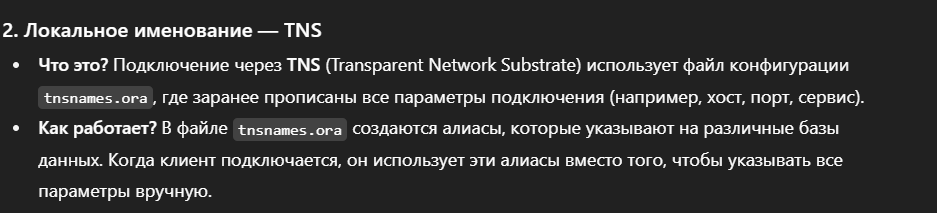 2. Локальное именование — TNS
• Что это? Подключение через TNS (Transparent Network Substrate) использует файл конфигурации
tnsnames.ora, где заранее прописаны все параметры подключения (например, хост, порт, сервис).
• Как работает? В файле tnsnames.ora создаются алиасы, которые указывают на различные базы
данных. Когда клиент подключается, он использует эти алиасы вместо того, чтобы указывать все
параметры вручную.